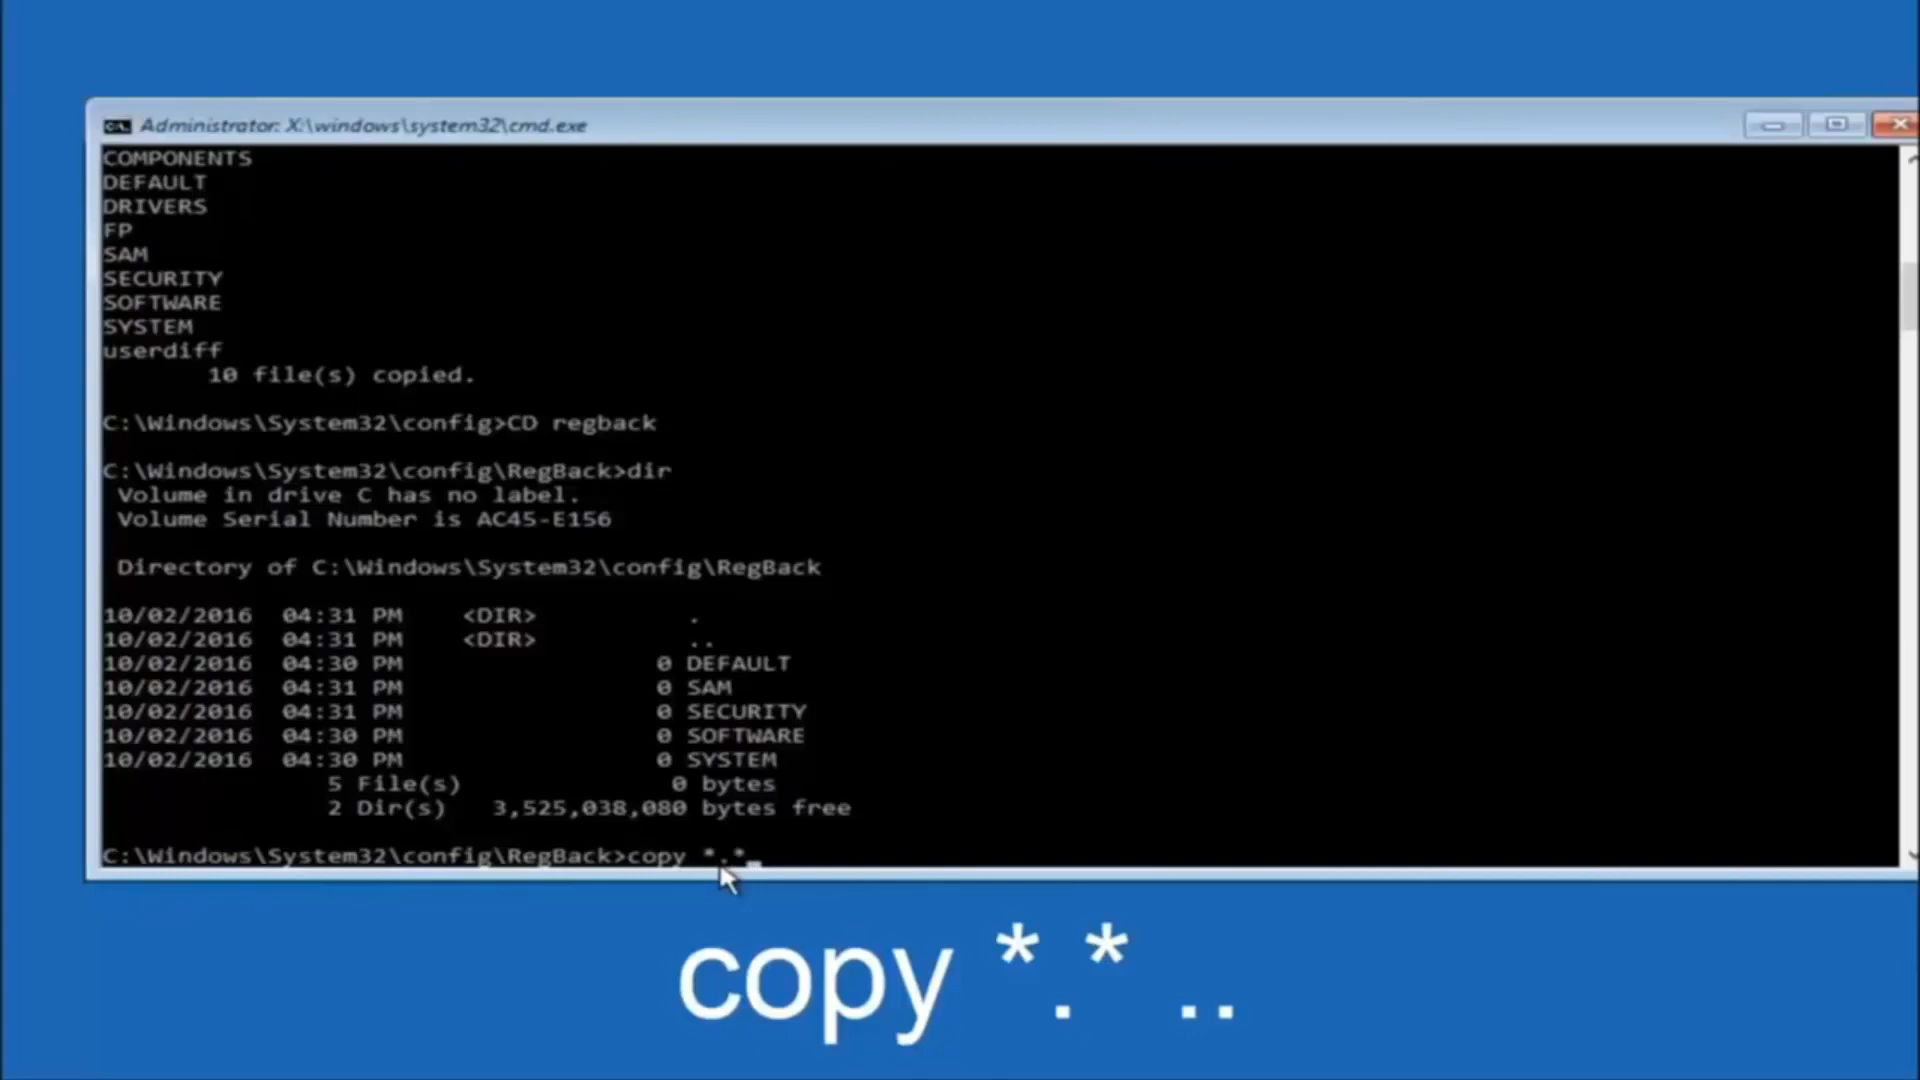 Administrator: X:\windows\system32\cmd.exe
COMPONENTS
DEFAULT
DRIVERS
FP
SAM
SECURITY
SOFTWARE
SYSTEM
userdiff
10 file(s) copied.
C:\Windows\System32\config>CD regback
C:\Windows\System32\config\RegBack>dir
Volume in drive C has no label.
Volume Serial Number is AC45-E156
Directory of C:\Windows\System32\config\RegBack
10/02/2016 04:31 PM <DIR> .
10/02/2016 04:31 PM <DIR> ..
10/02/2016 04:30 PM 0 DEFAULT
10/02/2016 04:31 PM 0 SAM
10/02/2016 04:31 PM 0 SECURITY
10/02/2016 04:30 PM 0 SOFTWARE
10/02/2016 04:30 PM 0 SYSTEM
5 File(s) 0 bytes
2 Dir(s) 3,525,038,080 bytes free
C:\Windows\System32\config\RegBack>copy *.*_
copy *.* ..